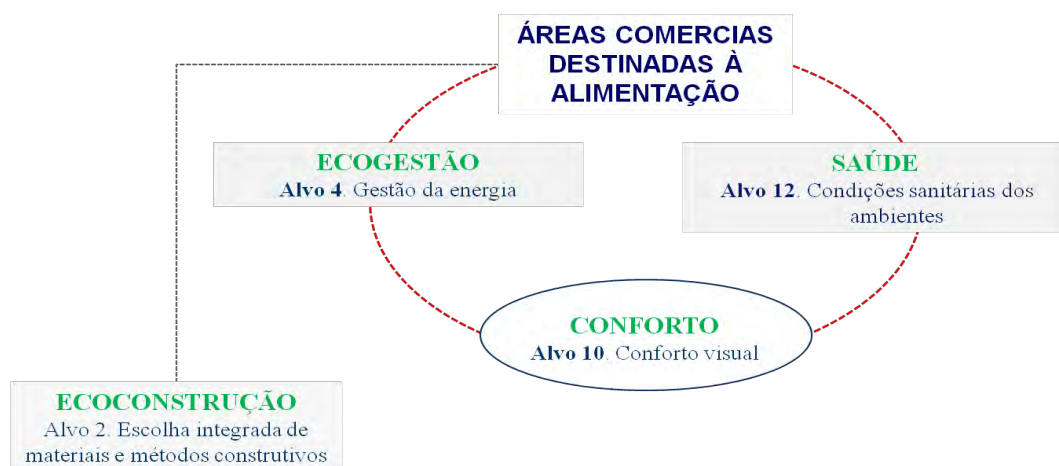 ÁREAS COMERCIAS
DESTINADAS À
ALIMENTAÇÃO
ECOGESTÃO
Alvo 4. Gestão da energia
SAÚDE
Alvo 12. Condições sanitárias dos
ambientes
CONFORTO
Alvo 10. Conforto visual
ECOCONSTRUÇÃO
Alvo 2. Escolha integrada de
materiais e métodos construtivos